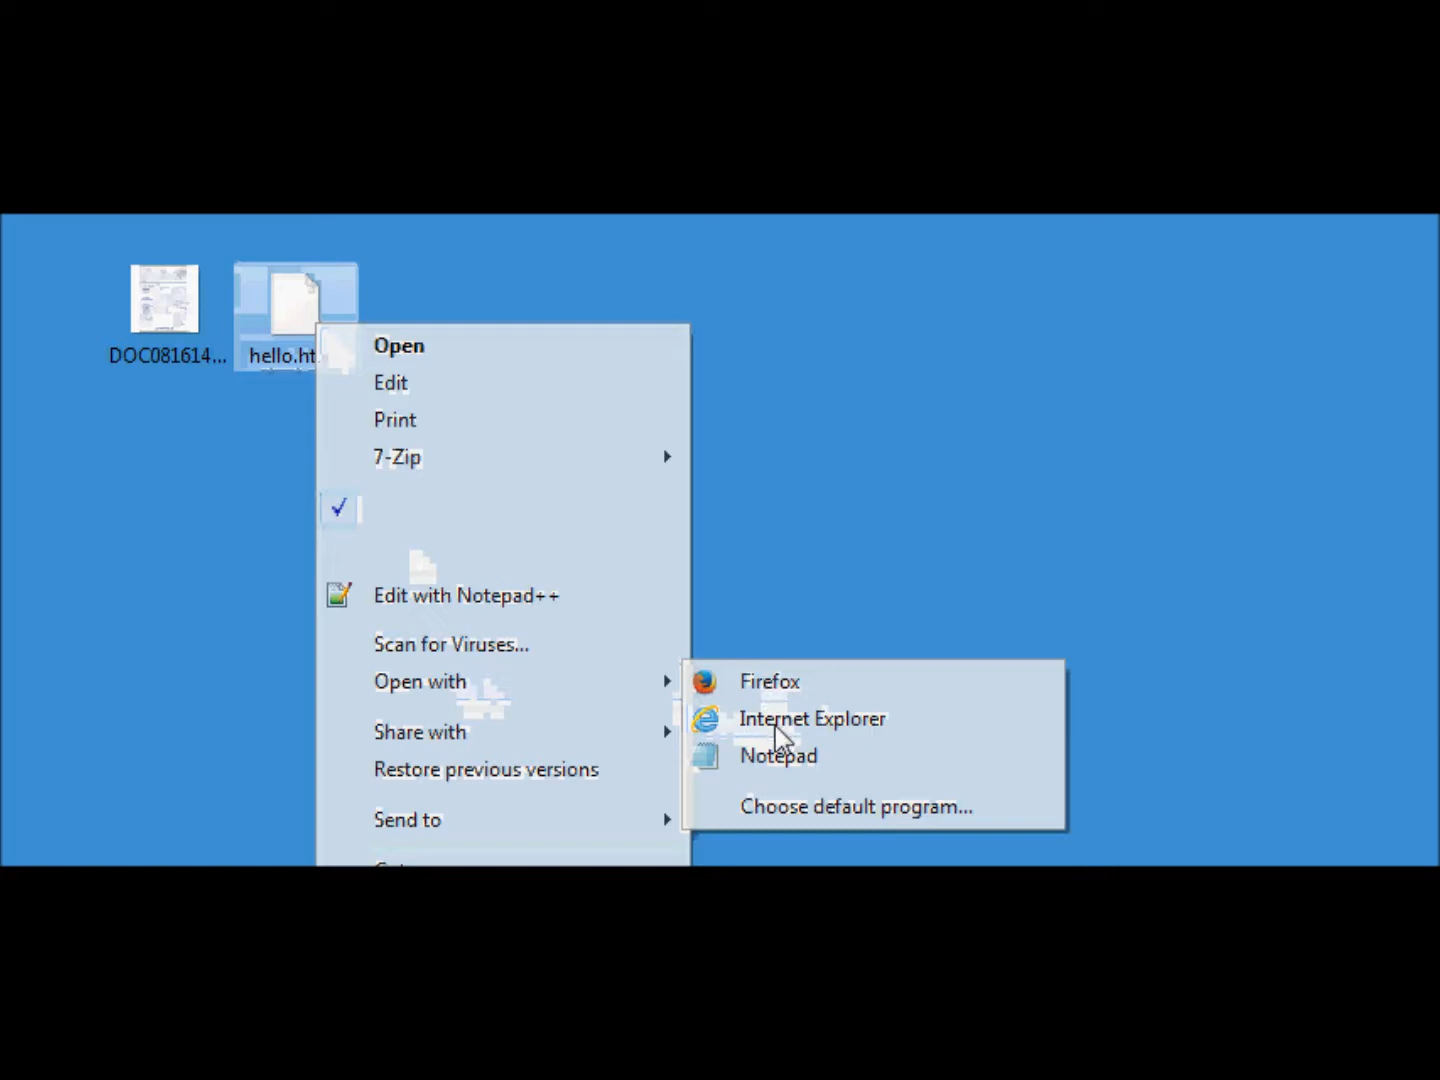 DOC081614...
hello.ht
Open
Edit
Print
7-Zip
Edit with Notepad++
Scan for Viruses...
Open with
Share with
Restore previous versions
Send to
Firefox
Internet Explorer
Notepad
Choose default program...